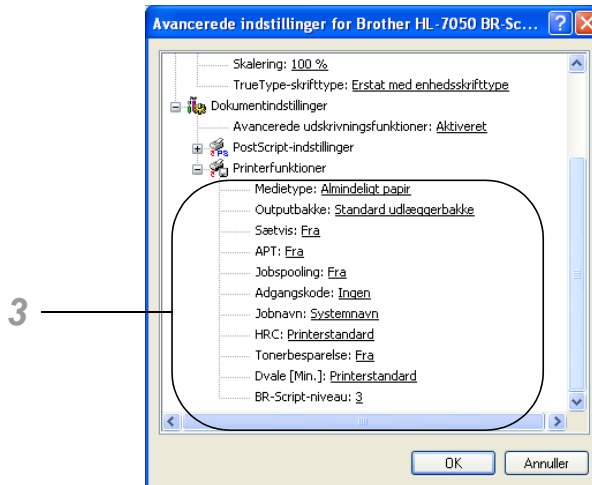 Avancerede indstillinger for Brother HL-7050 BR-Sc...
Skalering: 100 %
TrueType-skrifttype: Erstat med enhedsskrifttype
Dokumentindstillinger
Avancerede udskrivningsfunktioner: Aktiveret
PostScript-indstillinger
Printerfunktioner
Medietype: Almindeligt papir
Outputbakke: Standard udlæggerbakke
Sætvis: Fra
APT: Fra
Jobspooling: Fra
Adgangskode: Ingen
Jobnavn: Systemnavn
HRC: Printerstandard
Tonerbesparelse: Fra
Dvale [Min.]: Printerstandard
BR-Script-niveau: 3
3
OK Annuller